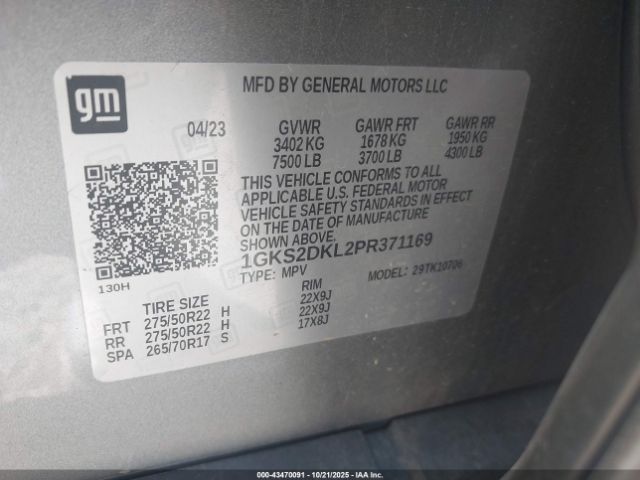 gm
MFD BY GENERAL MOTORS LLC
04/23 GVWR GAWR FRT GAWR RR
3402 KG 1678 KG 1950 KG
7500 LB 3700 LB 4300 LB
THIS VEHICLE CONFORMS TO ALL
APPLICABLE U.S. FEDERAL MOTOR
VEHICLE SAFETY STANDARDS IN EFFECT
ON THE DATE OF MANUFACTURE
1GKS2DKL2PR371169
130H TYPE: MPV MODEL: 29TK10706
TIRE SIZE RIM
FRT 275/50R22 H 22X9J
RR 275/50R22 H 22X9J
SPA 265/70R17 S 17X8J
00-43470091 - 10/21/2025 - IAA Inc.